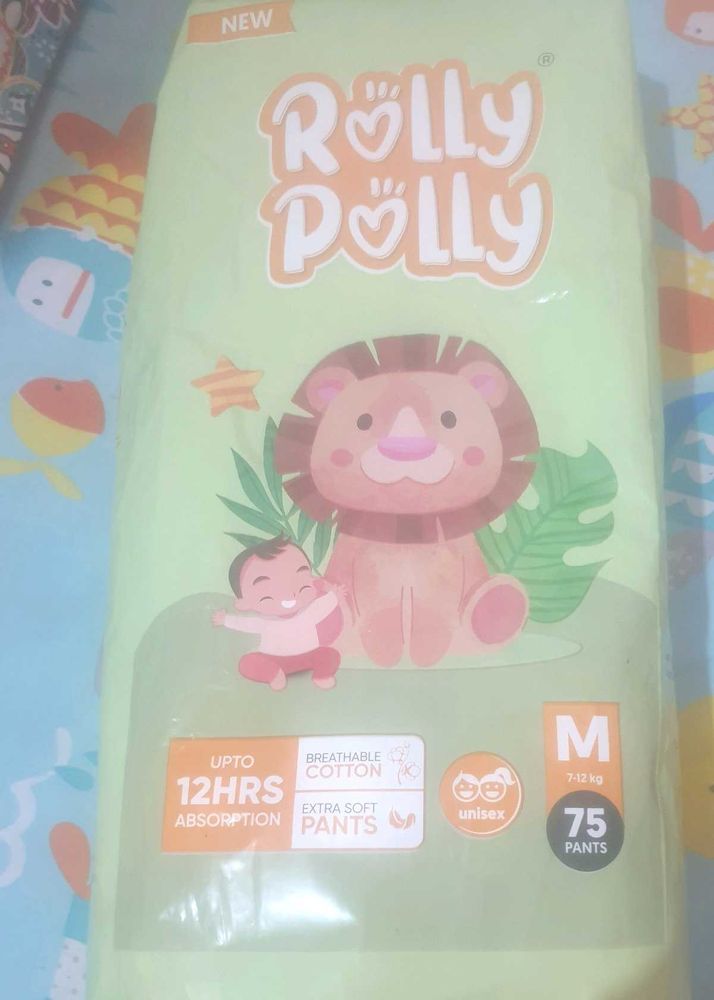 NEW
®
Rolly
Polly
UPTO
12HRS
ABSORPTION
BREATHABLE
COTTON
EXTRA SOFT
PANTS
unisex
M
7-12 kg
75
PANTS